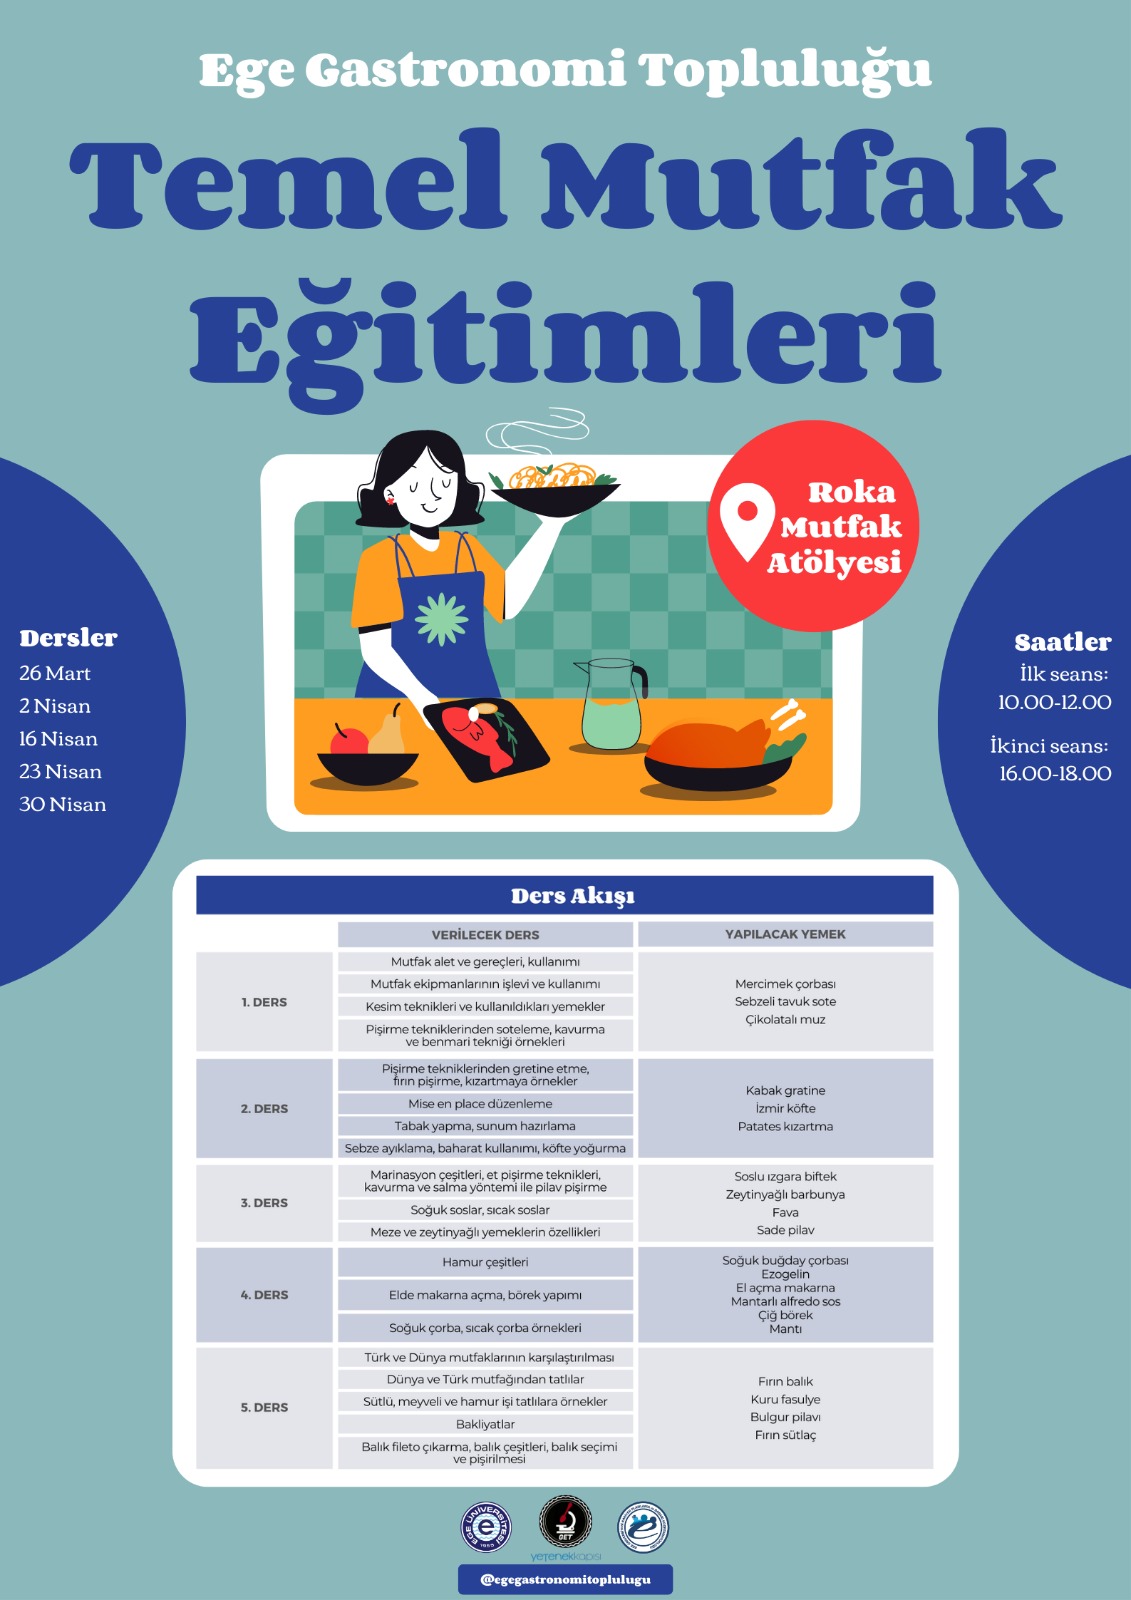 Ege Gastronomi Topluluğu
Temel Mutfak
Eğitimleri
Roka
Mutfak
Atölyesi
Dersler
26 Mart
2 Nisan
16 Nisan
23 Nisan
30 Nisan
Saatler
İlk seans:
10.00-12.00
İkinci seans:
16.00-18.00
Ders Akışı
VERİLECEK DERS
YAPILACAK YEMEK
1. DERS
Mutfak alet ve gereçleri, kullanımı
Mutfak ekipmanlarının işlevi ve kullanımı
Kesim teknikleri ve kullanıldıkları yemekler
Pişirme tekniklerinden soteleme, kavurma
ve benmari tekniği örnekleri
Mercimek çorbası
Sebzeli tavuk sote
Çikolatalı muz
2. DERS
Pişirme tekniklerinden gretine etme,
fırın pişirme, kızartmaya örnekler
Mise en place düzenleme
Tabak yapma, sunum hazırlama
Sebze ayıklama, baharat kullanımı, köfte yoğurma
Kabak gratine
İzmir köfte
Patates kızartma
3. DERS
Marinasyon çeşitleri, et pişirme teknikleri,
kavurma ve salma yöntemi ile pilav pişirme
Soğuk soslar, sıcak soslar
Meze ve zeytinyağlı yemeklerin özellikleri
Soslu ızgara biftek
Zeytinyağlı barbunya
Fava
Sade pilav
4. DERS
Hamur çeşitleri
Elde makarna açma, börek yapımı
Soğuk çorba, sıcak çorba örnekleri
Soğuk buğday çorbası
Ezogelin
El açma makarna
Mantarlı alfredo sos
Çiğ börek
Mantı
5. DERS
Türk ve Dünya mutfaklarının karşılaştırılması
Dünya ve Türk mutfağından tatlılar
Sütlü, meyveli ve hamur işi tatlılara örnekler
Bakliyatlar
Balık fileto çıkarma, balık çeşitleri, balık seçimi
ve pişirilmesi
Fırın balık
Kuru fasulye
Bulgur pilavı
Fırın sütlaç
EGE ÜNİVERSİTESİ
1955
GET
yetenekkapısı
@egegastronomitoplulugu